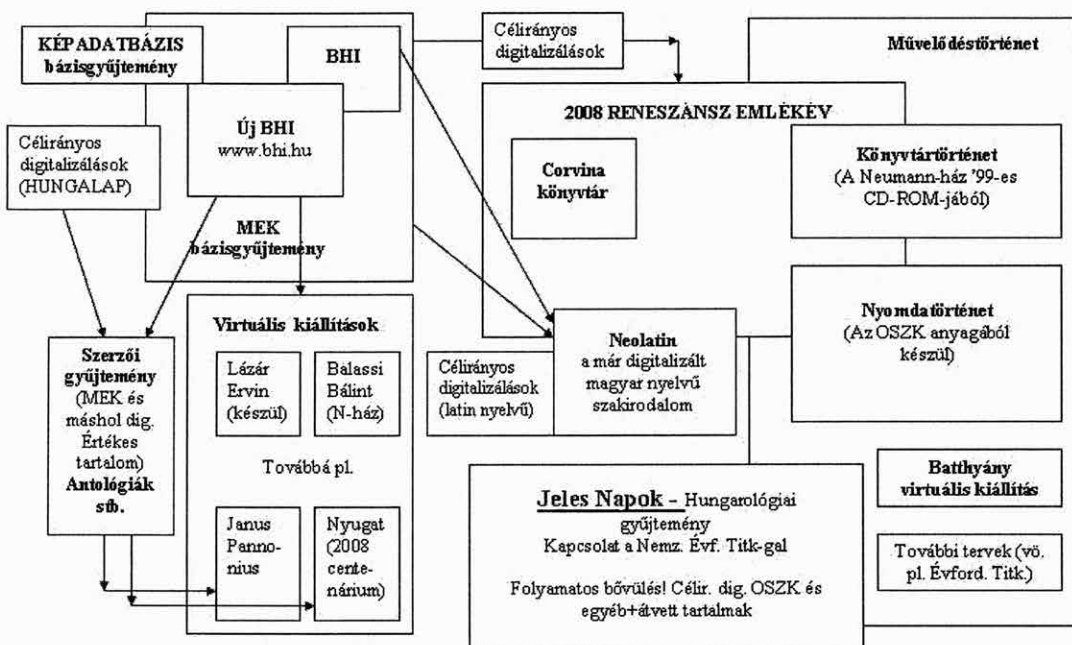 KÉPADATBÁZIS
bázisgyűjtemény
BHI
Új BHI
www.bhi.hu
Célirányos
digitalizálások
(HUNGALAP)
MEK
bázisgyűjtemény
Célirányos
digitalizálások
Művelődéstörténet
2008 RENESZÁNSZ EMLÉKÉV
Corvina
könyvtár
Könyvtártörténet
(A Neumann-ház '99-es
CD-ROM-jából)
Nyomdatörténet
(Az OSZK anyagából
készül)
Szerzői
gyűjtemény
(MEK és
máshol dig.
Értékes
tartalom)
Antológiák
stb.
Virtuális kiállítások
Lázár
Ervin
(készül)
Balassi
Bálint
(N-ház)
Továbbá pl.
Janus
Panno-
nius
Nyugat
(2008
cente-
nárium)
Célirányos
digitalizálások
(latin nyelvű)
Neolatin
a már digitalizált
magyar nyelvű
szakirodalom
Jeles Napok – Hungarológiai
gyűjtemény
Kapcsolat a Nemz. Évf. Titk-gal
Folyamatos bővülés! Célir. dig. OSZK és
egyéb+átvett tartalmak
Batthyány
virtuális kiállítás
További tervek (vö.
pl. Évford. Titk.)